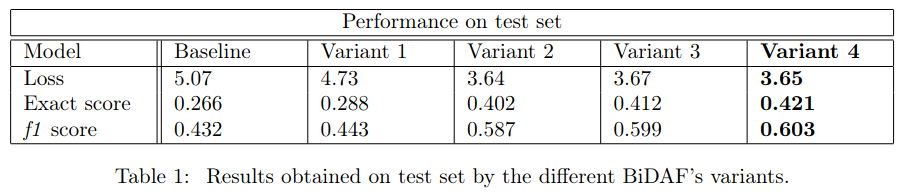 Performance on test set
Model Baseline Variant 1 Variant 2 Variant 3 Variant 4
Loss 5.07 4.73 3.64 3.67 3.65
Exact score 0.266 0.288 0.402 0.412 0.421
f1 score 0.432 0.443 0.587 0.599 0.603
Table 1: Results obtained on test set by the different BiDAF's variants.